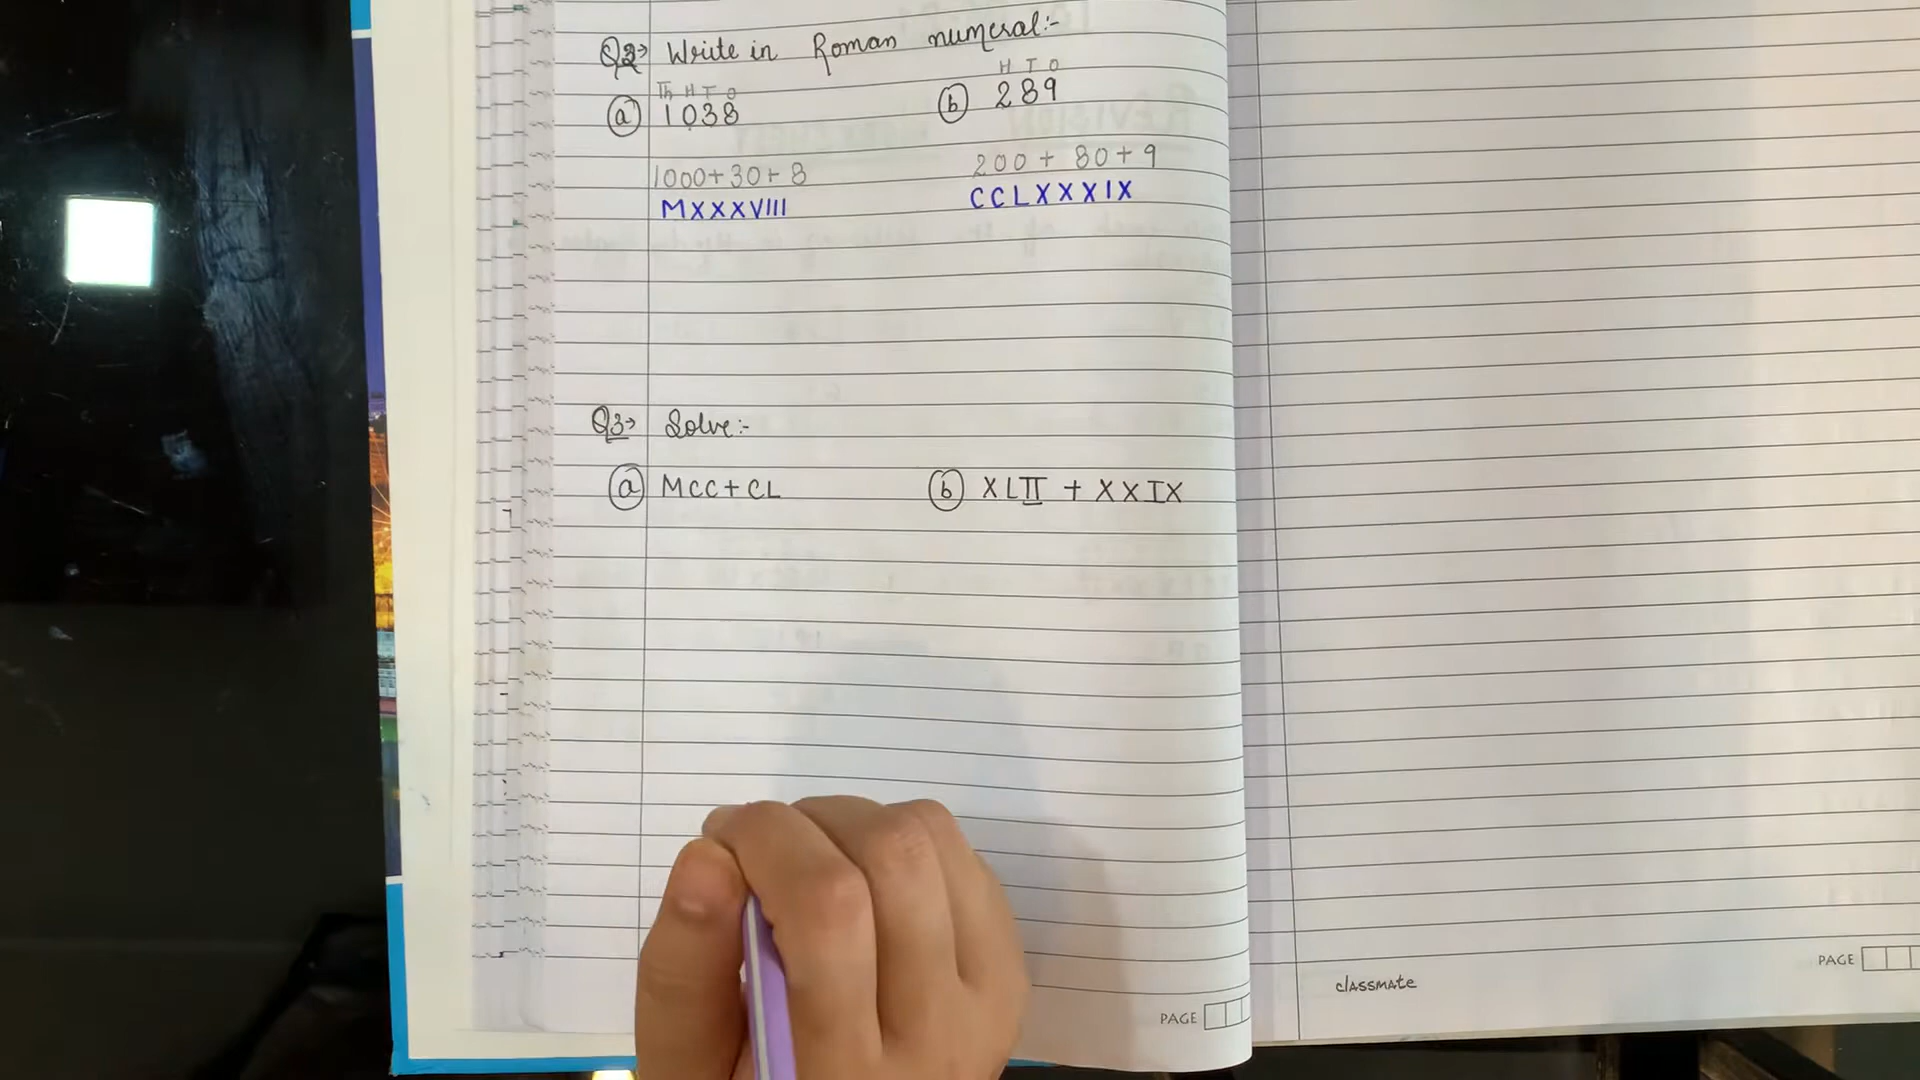 Q2→ Write in Roman numeral:-
Th H T O
H T O
(a) 1038
(b) 289
1000+30+8
200 + 80+ 9
MXXXVIII
CCLXXXIX
Q3→ Solve:-
(a) MCC+CL
(b) XLII + XXIX
PAGE
classmate
PAGE